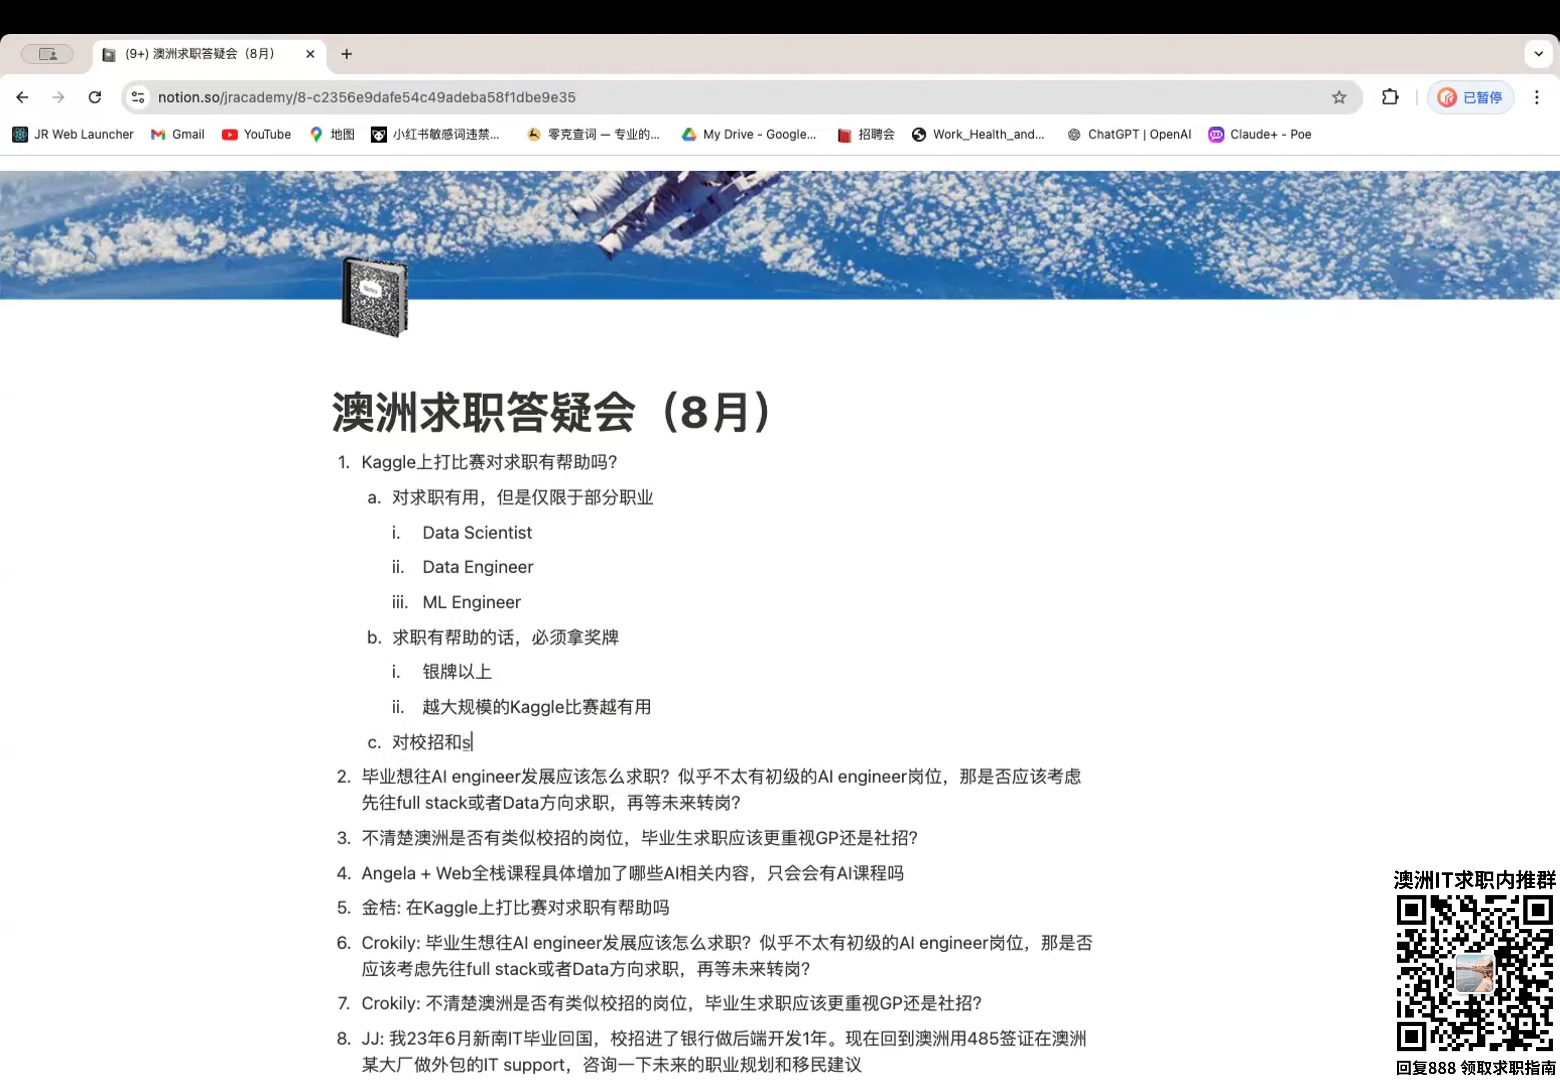 (9+) 澳洲求职答疑会（8月）
notion.so/jracademy/8-c2356e9dafe54c49adeba58f1dbe9e35
已暂停
JR Web Launcher
Gmail
YouTube
地图
小红书敏感词违禁...
零克查词 — 专业的...
My Drive - Google...
招聘会
Work_Health_and...
ChatGPT | OpenAI
Claude+ - Poe
Notes
澳洲求职答疑会（8月）
1. Kaggle上打比赛对求职有帮助吗？
a. 对求职有用，但是仅限于部分职业
i. Data Scientist
ii. Data Engineer
iii. ML Engineer
b. 求职有帮助的话，必须拿奖牌
i. 银牌以上
ii. 越大规模的Kaggle比赛越有用
c. 对校招和s
2. 毕业想往AI engineer发展应该怎么求职？似乎不太有初级的AI engineer岗位，那是否应该考虑
先往full stack或者Data方向求职，再等未来转岗?
3. 不清楚澳洲是否有类似校招的岗位，毕业生求职应该更重视GP还是社招？
4. Angela + Web全栈课程具体增加了哪些AI相关内容，只会会有AI课程吗
5. 金桔: 在Kaggle上打比赛对求职有帮助吗
6. Crokily: 毕业生想往AI engineer发展应该怎么求职？似乎不太有初级的AI engineer岗位，那是否
应该考虑先往full stack或者Data方向求职，再等未来转岗?
7. Crokily: 不清楚澳洲是否有类似校招的岗位，毕业生求职应该更重视GP还是社招?
8. JJ: 我23年6月新南IT毕业回国，校招进了银行做后端开发1年。现在回到澳洲用485签证在澳洲
某大厂做外包的IT support，咨询一下未来的职业规划和移民建议
澳洲IT求职内推群
回复888 领取求职指南